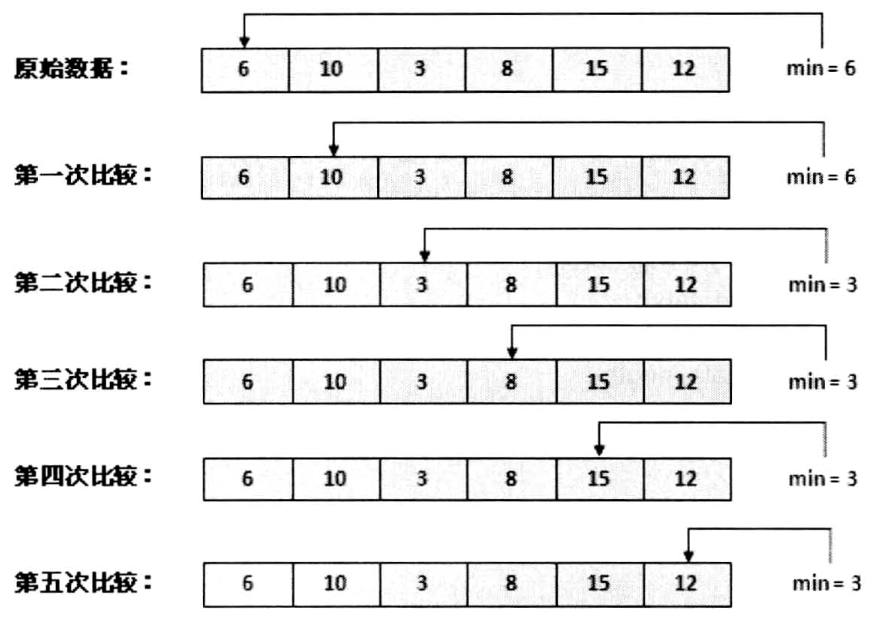 原始数据： 6 10 3 8 15 12 min = 6
第一次比较： 6 10 3 8 15 12 min = 6
第二次比较： 6 10 3 8 15 12 min = 3
第三次比较： 6 10 3 8 15 12 min = 3
第四次比较： 6 10 3 8 15 12 min = 3
第五次比较： 6 10 3 8 15 12 min = 3